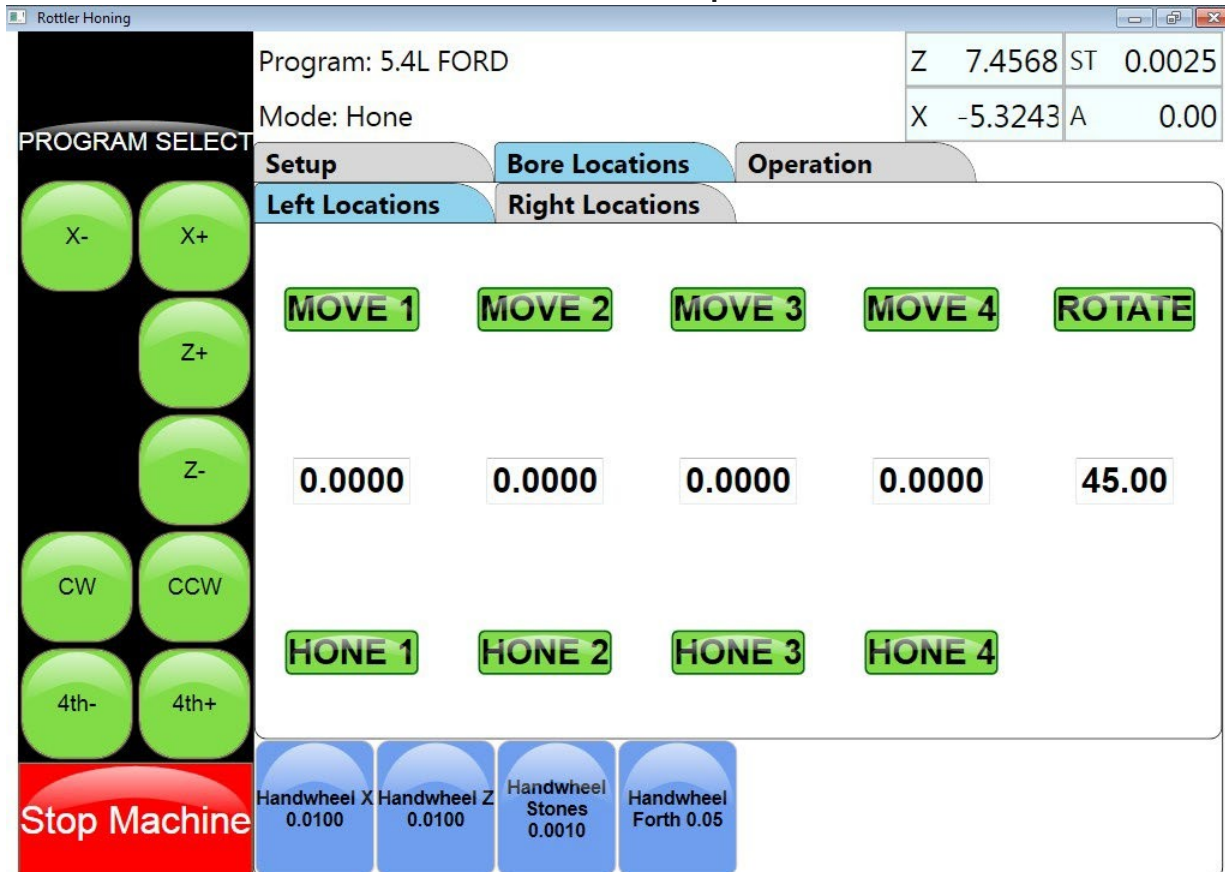 Rottler Honing
PROGRAM SELECT
Program: 5.4L FORD
Mode: Hone
Z 7.4568 ST 0.0025
X -5.3243 A 0.00
Setup Bore Locations Operation
Left Locations Right Locations
X- X+
Z+
Z-
CW CCW
4th- 4th+
Stop Machine
MOVE 1 MOVE 2 MOVE 3 MOVE 4 ROTATE
0.0000 0.0000 0.0000 0.0000 45.00
HONE 1 HONE 2 HONE 3 HONE 4
Handwheel X
0.0100
Handwheel Z
0.0100
Handwheel
Stones
0.0010
Handwheel
Forth 0.05